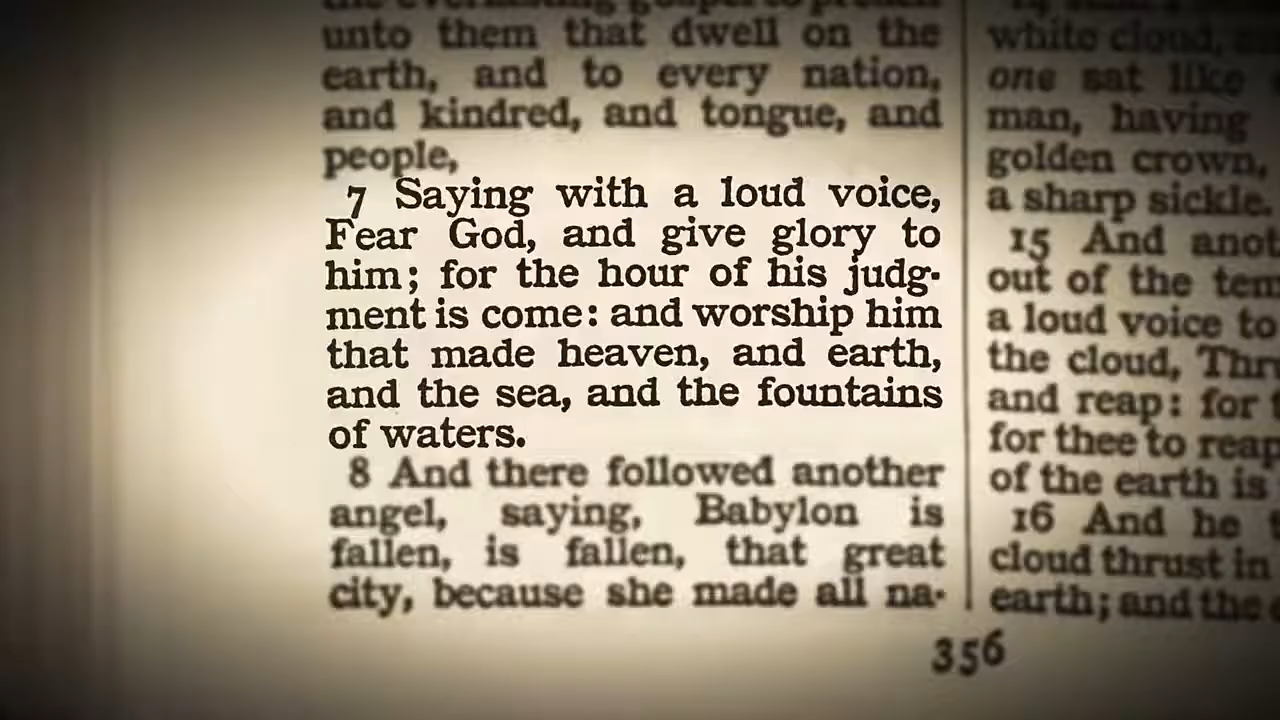 the everlasting gospel to preach
unto them that dwell on the
earth, and to every nation,
and kindred, and tongue, and
people,
7 Saying with a loud voice,
Fear God, and give glory to
him; for the hour of his judg-
ment is come: and worship him
that made heaven, and earth,
and the sea, and the fountains
of waters.
8 And there followed another
angel, saying, Babylon is
fallen, is fallen, that great
city, because she made all na-
white cloud,
one sat like
man, having
golden crown,
a sharp sickle.
15 And anot
out of the tem
a loud voice to
the cloud, Thru
and reap: for
for thee to reap
of the earth is
16 And he
cloud thrust in
earth; and the
356